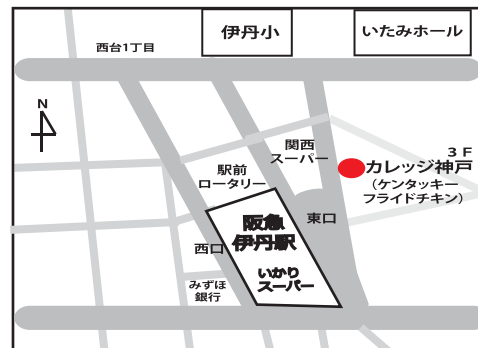 伊丹小
いたみホール
西台1丁目
N
関西
スーパー
3F
カレッジ神戸
(ケンタッキー
フライドチキン)
駅前
ロータリー
阪急
伊丹駅
東口
西口
いかり
スーパー
みずほ
銀行